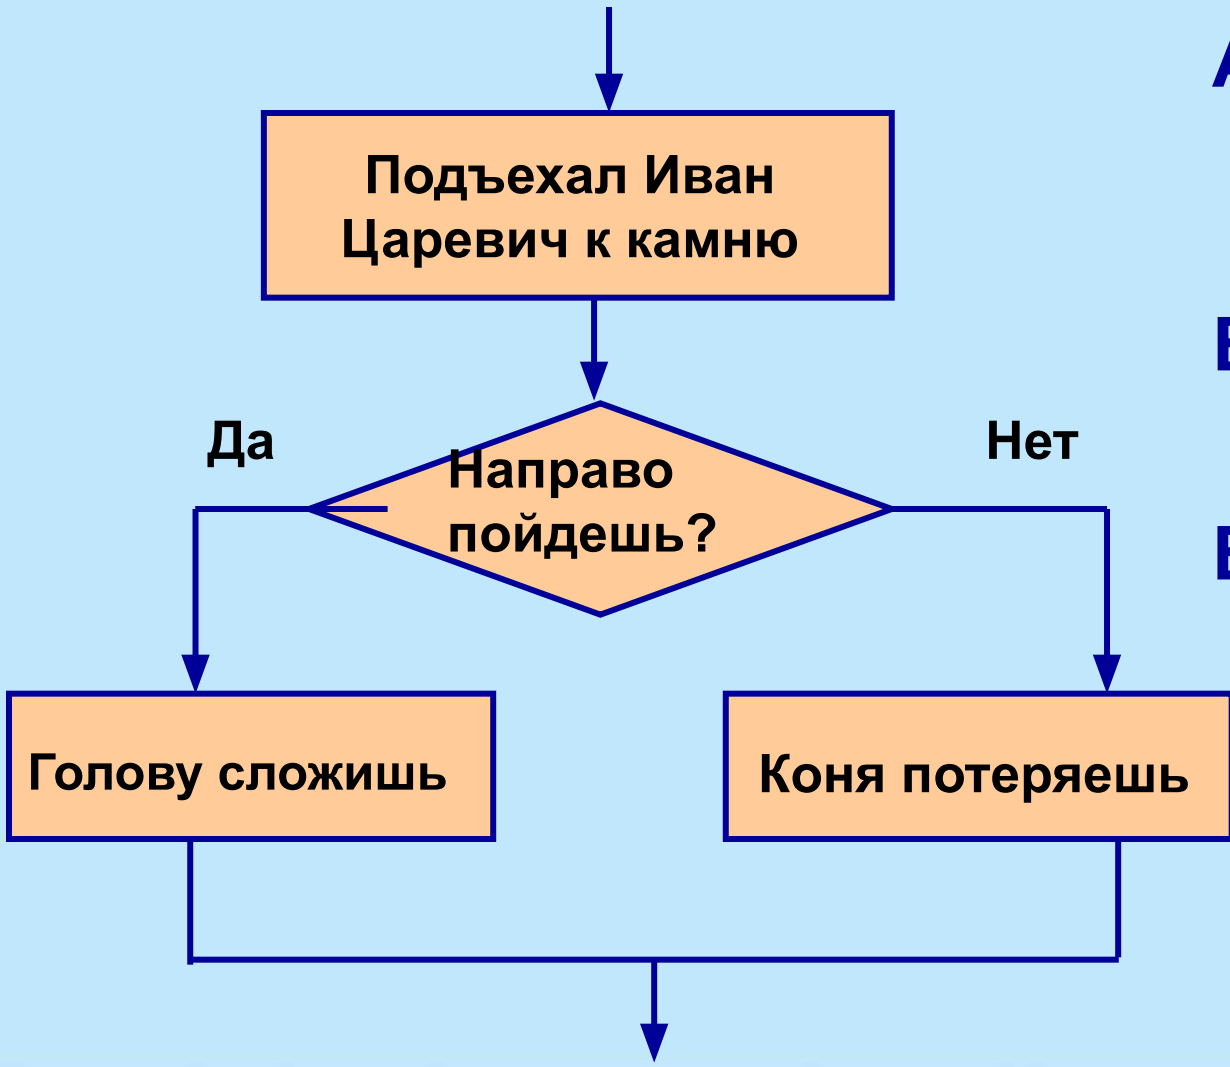 Подъехал Иван
Царевич к камню
Да
Нет
Направо
пойдешь?
Голову сложишь
Коня потеряешь